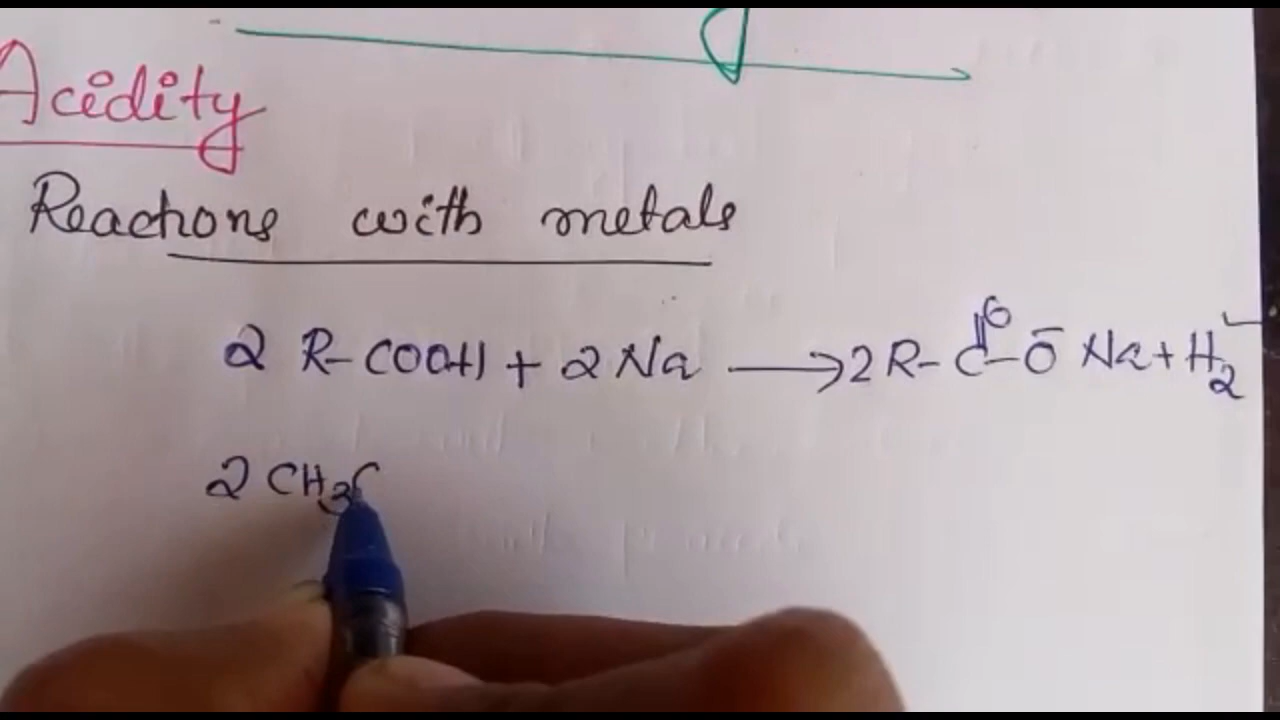 Acidity
Reactions with metals
2 R-COOH + 2 Na ⟶ 2 R-C(=O)-Ō Na + H₂
2 CH₃C